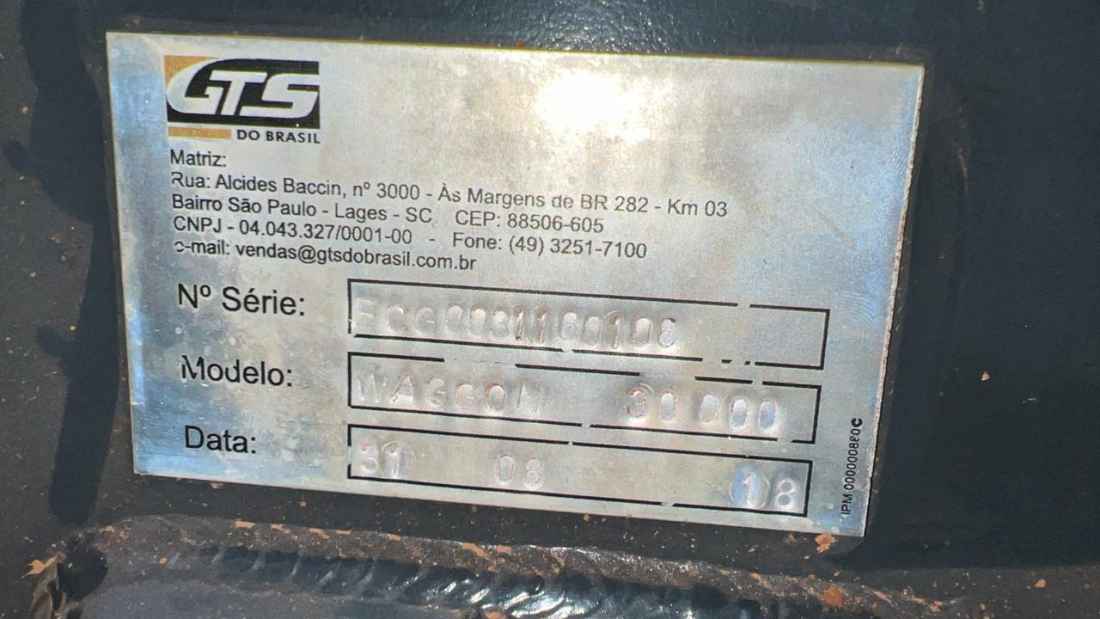 GTS
DO BRASIL
Matriz:
Rua: Alcides Baccin, nº 3000 - Às Margens de BR 282 - Km 03
Bairro São Paulo - Lages - SC CEP: 88506-605
CNPJ - 04.043.327/0001-00 - Fone: (49) 3251-7100
e-mail: vendas@gtsdobrasil.com.br
Nº Série:
Modelo: WAGGON 30 000
Data: 31 08 18